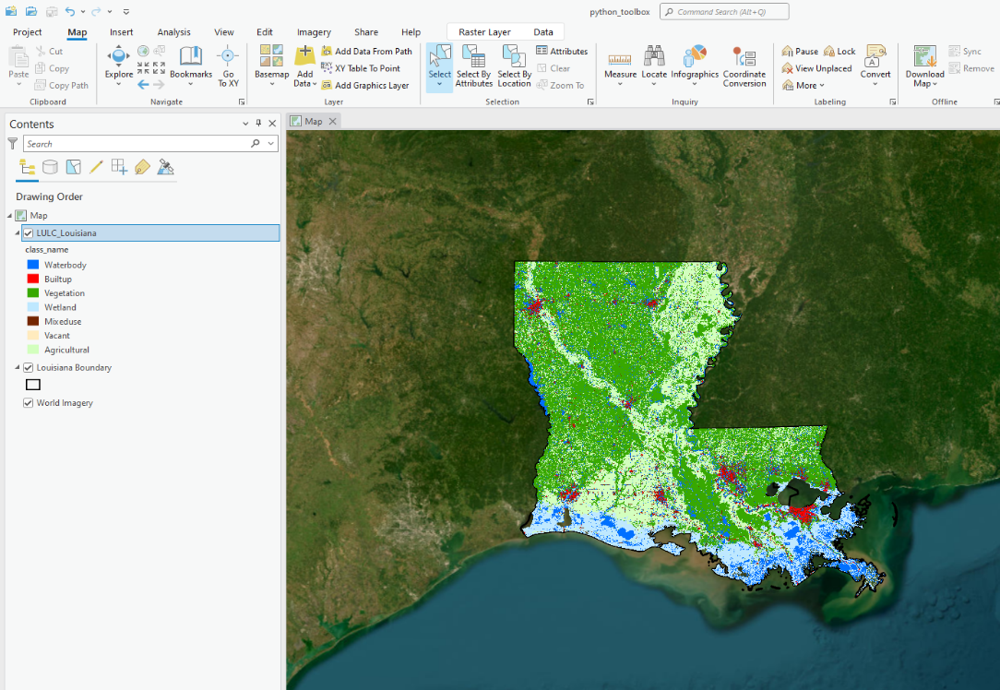 python_toolbox
Command Search (Alt+Q)
Project Map Insert Analysis View Edit Imagery Share Help Raster Layer Data
Paste
Cut
Copy
Copy Path
Clipboard
Explore
Bookmarks
Go To XY
Navigate
Basemap
Add Data
Add Data From Path
XY Table To Point
Add Graphics Layer
Layer
Select
Select By Attributes
Select By Location
Attributes
Clear
Zoom To
Selection
Measure
Locate
Infographics
Coordinate Conversion
Inquiry
Pause
Lock
View Unplaced
More
Convert
Labeling
Download Map
Sync
Remove
Offline
Contents
Search
Drawing Order
Map
LULC_Louisiana
class_name
Waterbody
Builtup
Vegetation
Wetland
Mixeduse
Vacant
Agricultural
Louisiana Boundary
World Imagery
Map